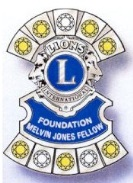 LIONS
L
INTERNATIONAL
FOUNDATION
MELVIN JONES FELLOW